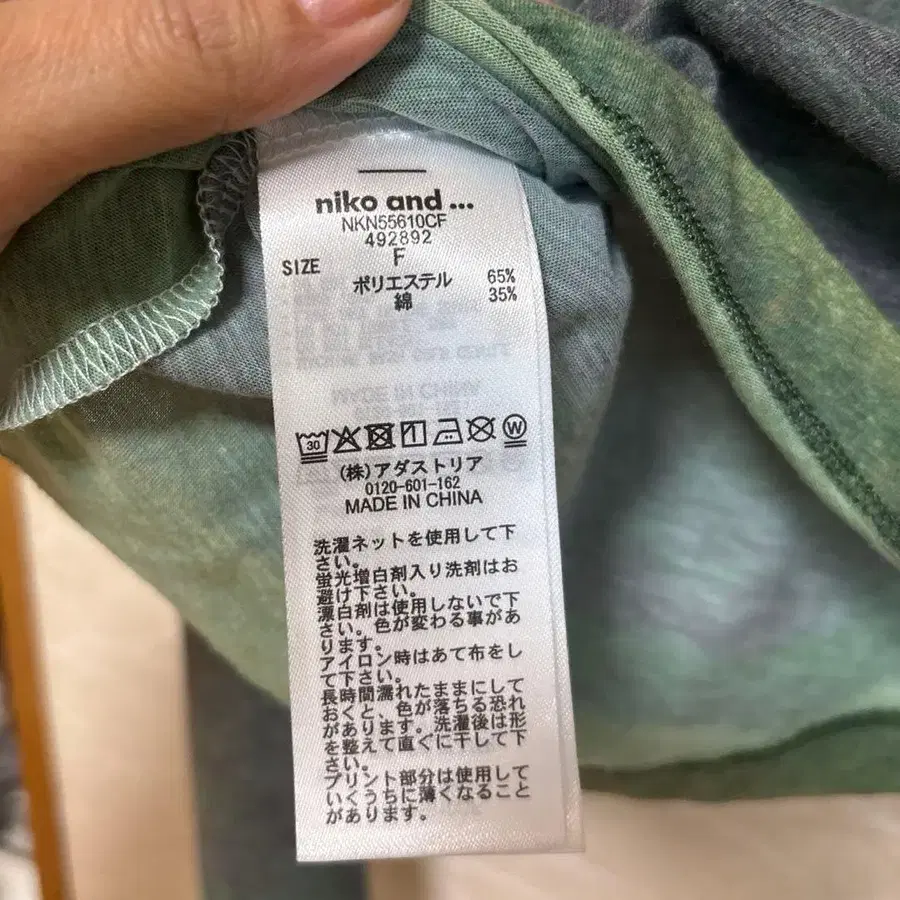 niko and ...
NKN55610CF
492892
SIZE F
ポリエステル 65%
綿 35%
30 W
(株)アダストリア
0120-601-162
MADE IN CHINA
洗濯ネットを使用して下
さい。
蛍光増白剤入り洗剤はお
避け下さい。
漂白剤は使用しないで下
さい。色が変わる事があ
ります。
アイロン時はあて布をし
て下さい。
長時間濡れたままにして
おくと、色が落ちる恐れ
があります。洗濯後は形
を整えて直ぐに干して下
さい。
プリント部分は使用して
いくうちに薄くなること
があります。